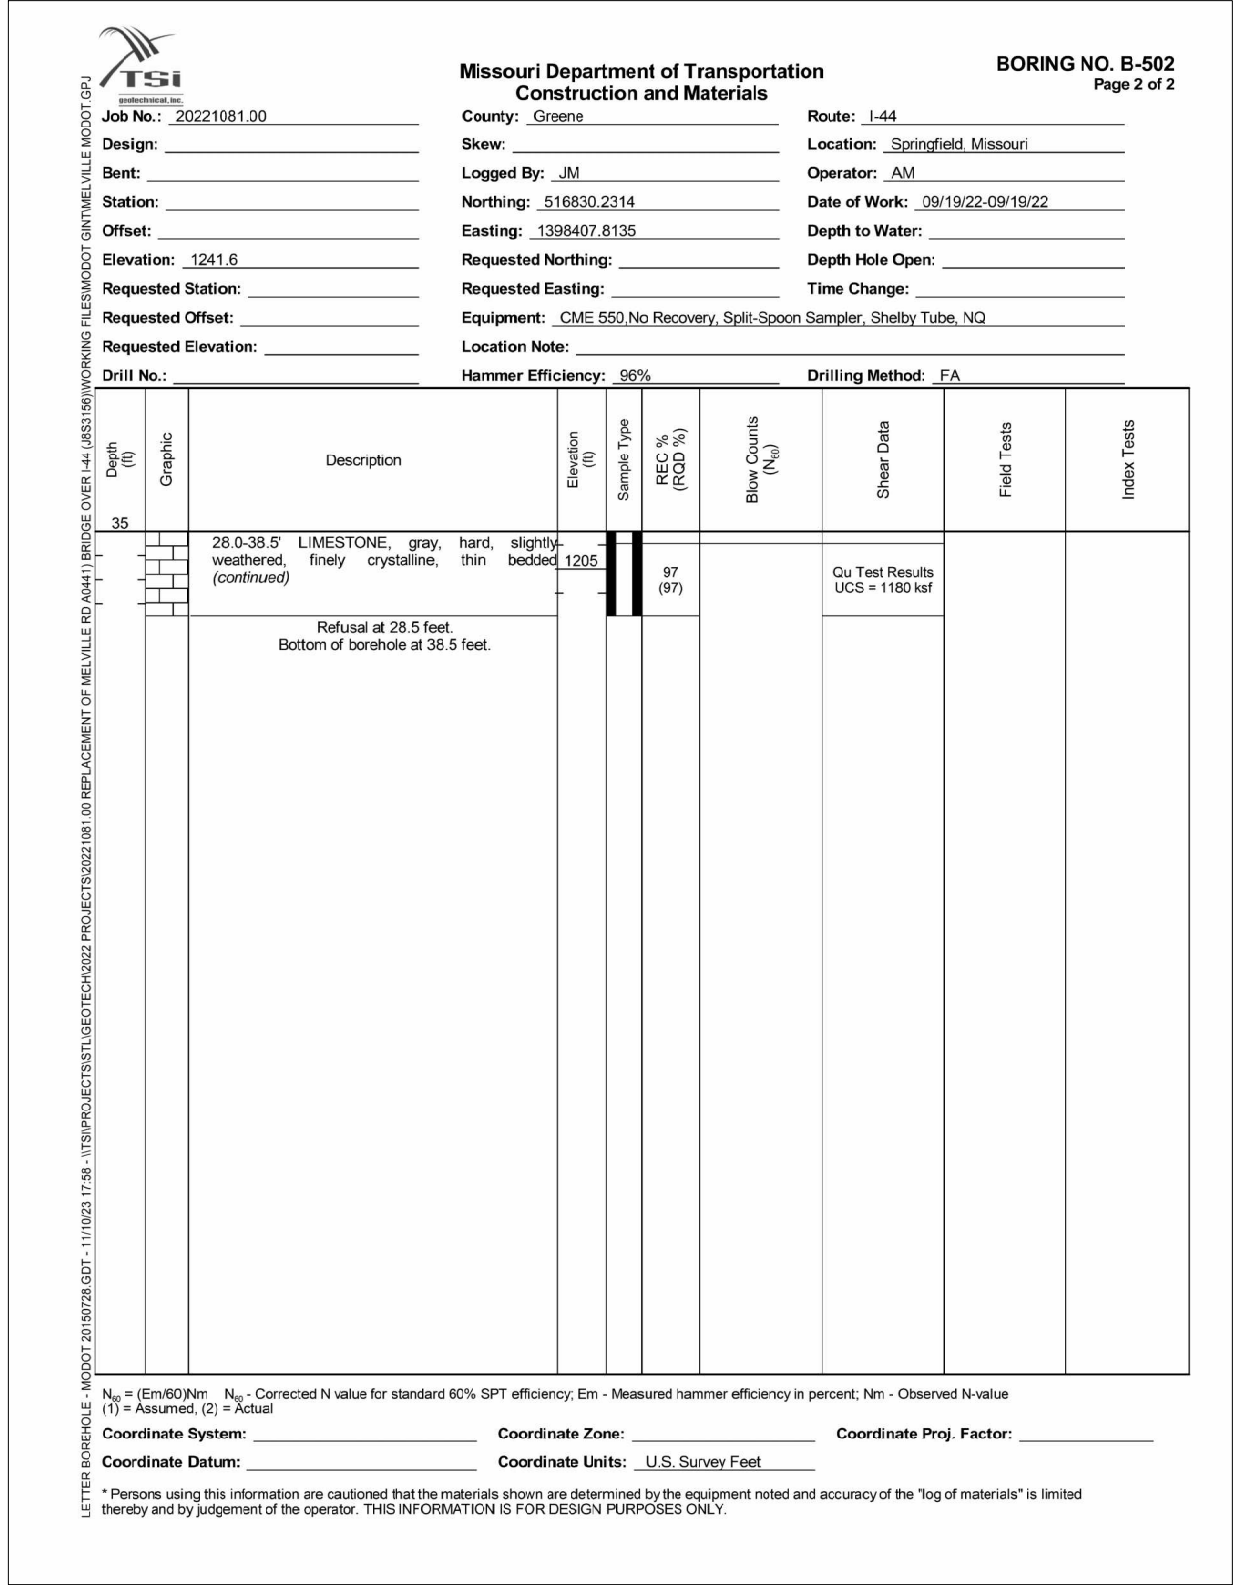 TSi
geotechnical, inc.
Missouri Department of Transportation
Construction and Materials
BORING NO. B-502
Page 2 of 2
Job No.: 20221081.00 County: Greene Route: I-44
Design: Skew: Location: Springfield, Missouri
Bent: Logged By: JM Operator: AM
Station: Northing: 516830.2314 Date of Work: 09/19/22-09/19/22
Offset: Easting: 1398407.8135 Depth to Water:
Elevation: 1241.6 Requested Northing: Depth Hole Open:
Requested Station: Requested Easting: Time Change:
Requested Offset: Equipment: CME 550,No Recovery, Split-Spoon Sampler, Shelby Tube, NQ
Requested Elevation: Location Note:
Drill No.: Hammer Efficiency: 96% Drilling Method: FA
Depth
(ft)
Graphic
Description
Elevation
(ft)
Sample Type
REC %
(RQD %)
Blow Counts
(N60)
Shear Data
Field Tests
Index Tests
35
28.0-38.5' LIMESTONE, gray, hard, slightly
weathered, finely crystalline, thin bedded
(continued)
1205
97
(97)
Qu Test Results
UCS = 1180 ksf
Refusal at 28.5 feet.
Bottom of borehole at 38.5 feet.
N60 = (Em/60)Nm N60 - Corrected N value for standard 60% SPT efficiency; Em - Measured hammer efficiency in percent; Nm - Observed N-value
(1) = Assumed, (2) = Actual
Coordinate System: Coordinate Zone: Coordinate Proj. Factor:
Coordinate Datum: Coordinate Units: U.S. Survey Feet
* Persons using this information are cautioned that the materials shown are determined by the equipment noted and accuracy of the "log of materials" is limited
thereby and by judgement of the operator. THIS INFORMATION IS FOR DESIGN PURPOSES ONLY.
LETTER BOREHOLE - MODOT 20150728.GDT - 11/10/23 17:58 - \\TSI\PROJECTS\STL\GEOTECH\2022 PROJECTS\20221081.00 REPLACEMENT OF MELVILLE RD A0441) BRIDGE OVER I-44 (J8S3156)\WORKING FILES\MODOT GINT\MELVILLE MODOT.GPJ